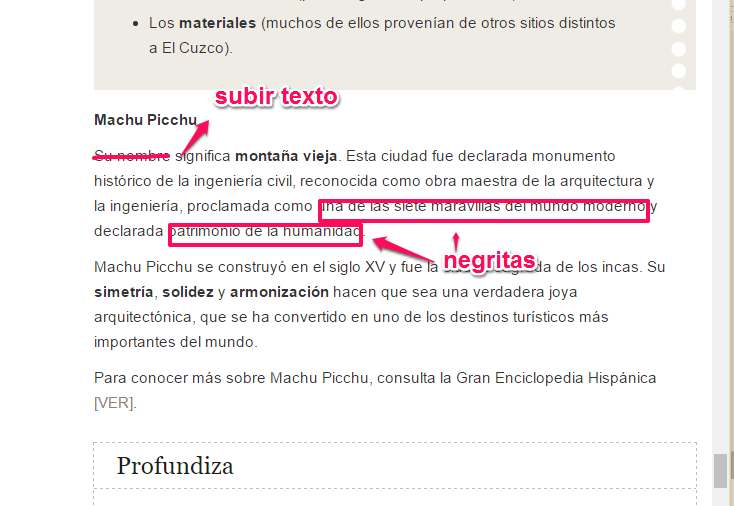 • Los materiales (muchos de ellos provenían de otros sitios distintos
a El Cuzco).
subir texto
Machu Picchu
Su nombre significa montaña vieja. Esta ciudad fue declarada monumento
histórico de la ingeniería civil, reconocida como obra maestra de la arquitectura y
la ingeniería, proclamada como una de las siete maravillas del mundo moderno y
declarada patrimonio de la humanidad.
negritas
Machu Picchu se construyó en el siglo XV y fue la de los incas. Su
simetría, solidez y armonización hacen que sea una verdadera joya
arquitectónica, que se ha convertido en uno de los destinos turísticos más
importantes del mundo.
Para conocer más sobre Machu Picchu, consulta la Gran Enciclopedia Hispánica
[VER].
Profundiza